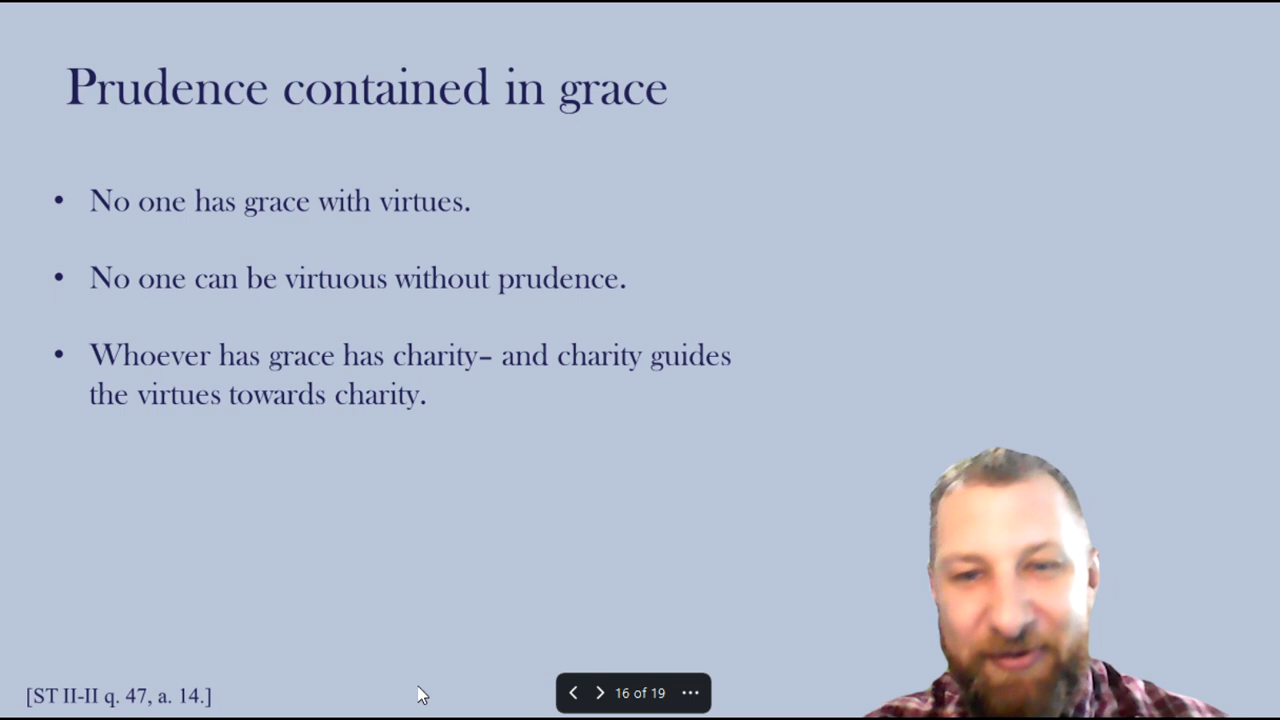 Prudence contained in grace
• No one has grace with virtues.
• No one can be virtuous without prudence.
• Whoever has grace has charity– and charity guides
the virtues towards charity.
[ST II-II q. 47, a. 14.]
16 of 19